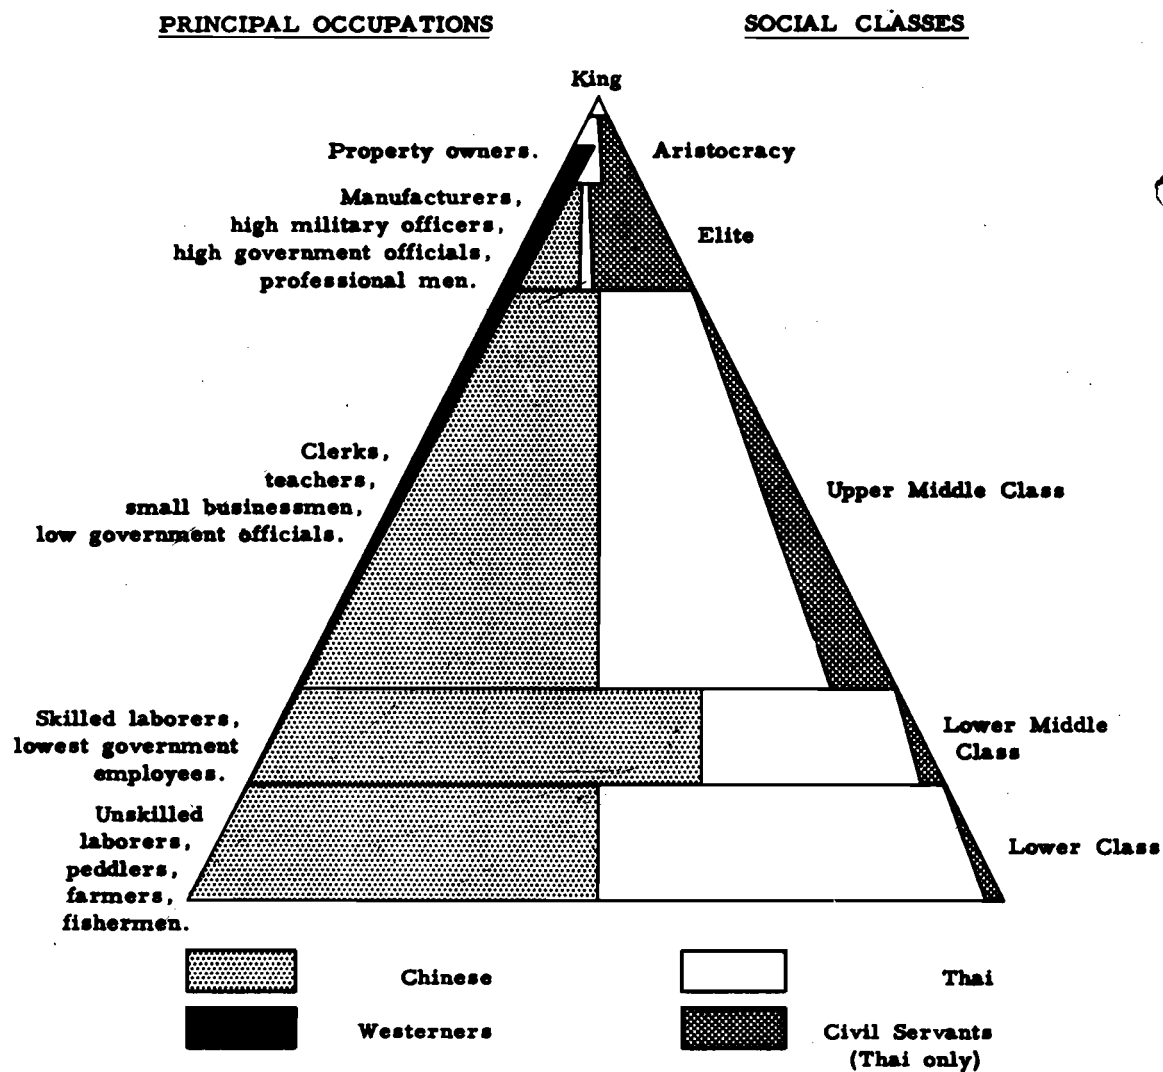 PRINCIPAL OCCUPATIONS
SOCIAL CLASSES
King
Property owners.
Aristocracy
Manufacturers,
high military officers,
high government officials,
professional men.
Elite
Clerks,
teachers,
small businessmen,
low government officials.
Upper Middle Class
Skilled laborers,
lowest government
employees.
Lower Middle
Class
Unskilled
laborers,
peddlers,
farmers,
fishermen.
Lower Class
Chinese
Thai
Westerners
Civil Servants
(Thai only)